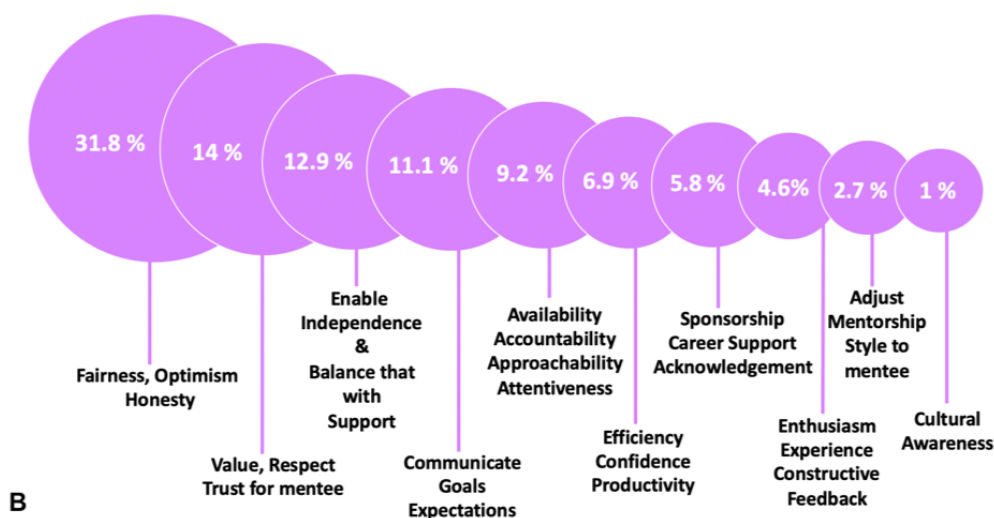 31.8 %
14 %
12.9 %
11.1 %
9.2 %
6.9 %
5.8 %
4.6%
2.7 %
1 %
Fairness, Optimism
Honesty
Value, Respect
Trust for mentee
Enable
Independence
&
Balance that
with
Support
Communicate
Goals
Expectations
Availability
Accountability
Approachability
Attentiveness
Efficiency
Confidence
Productivity
Sponsorship
Career Support
Acknowledgement
Enthusiasm
Experience
Constructive
Feedback
Adjust
Mentorship
Style to
mentee
Cultural
Awareness
B